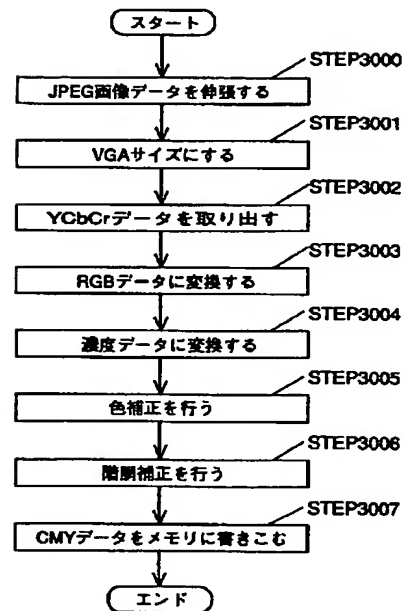 スタート
STEP3000
JPEG画像データを伸張する
STEP3001
VGAサイズにする
STEP3002
YCbCrデータを取り出す
STEP3003
RGBデータに変換する
STEP3004
濃度データに変換する
STEP3005
色補正を行う
STEP3006
階調補正を行う
STEP3007
CMYデータをメモリに書きこむ
エンド